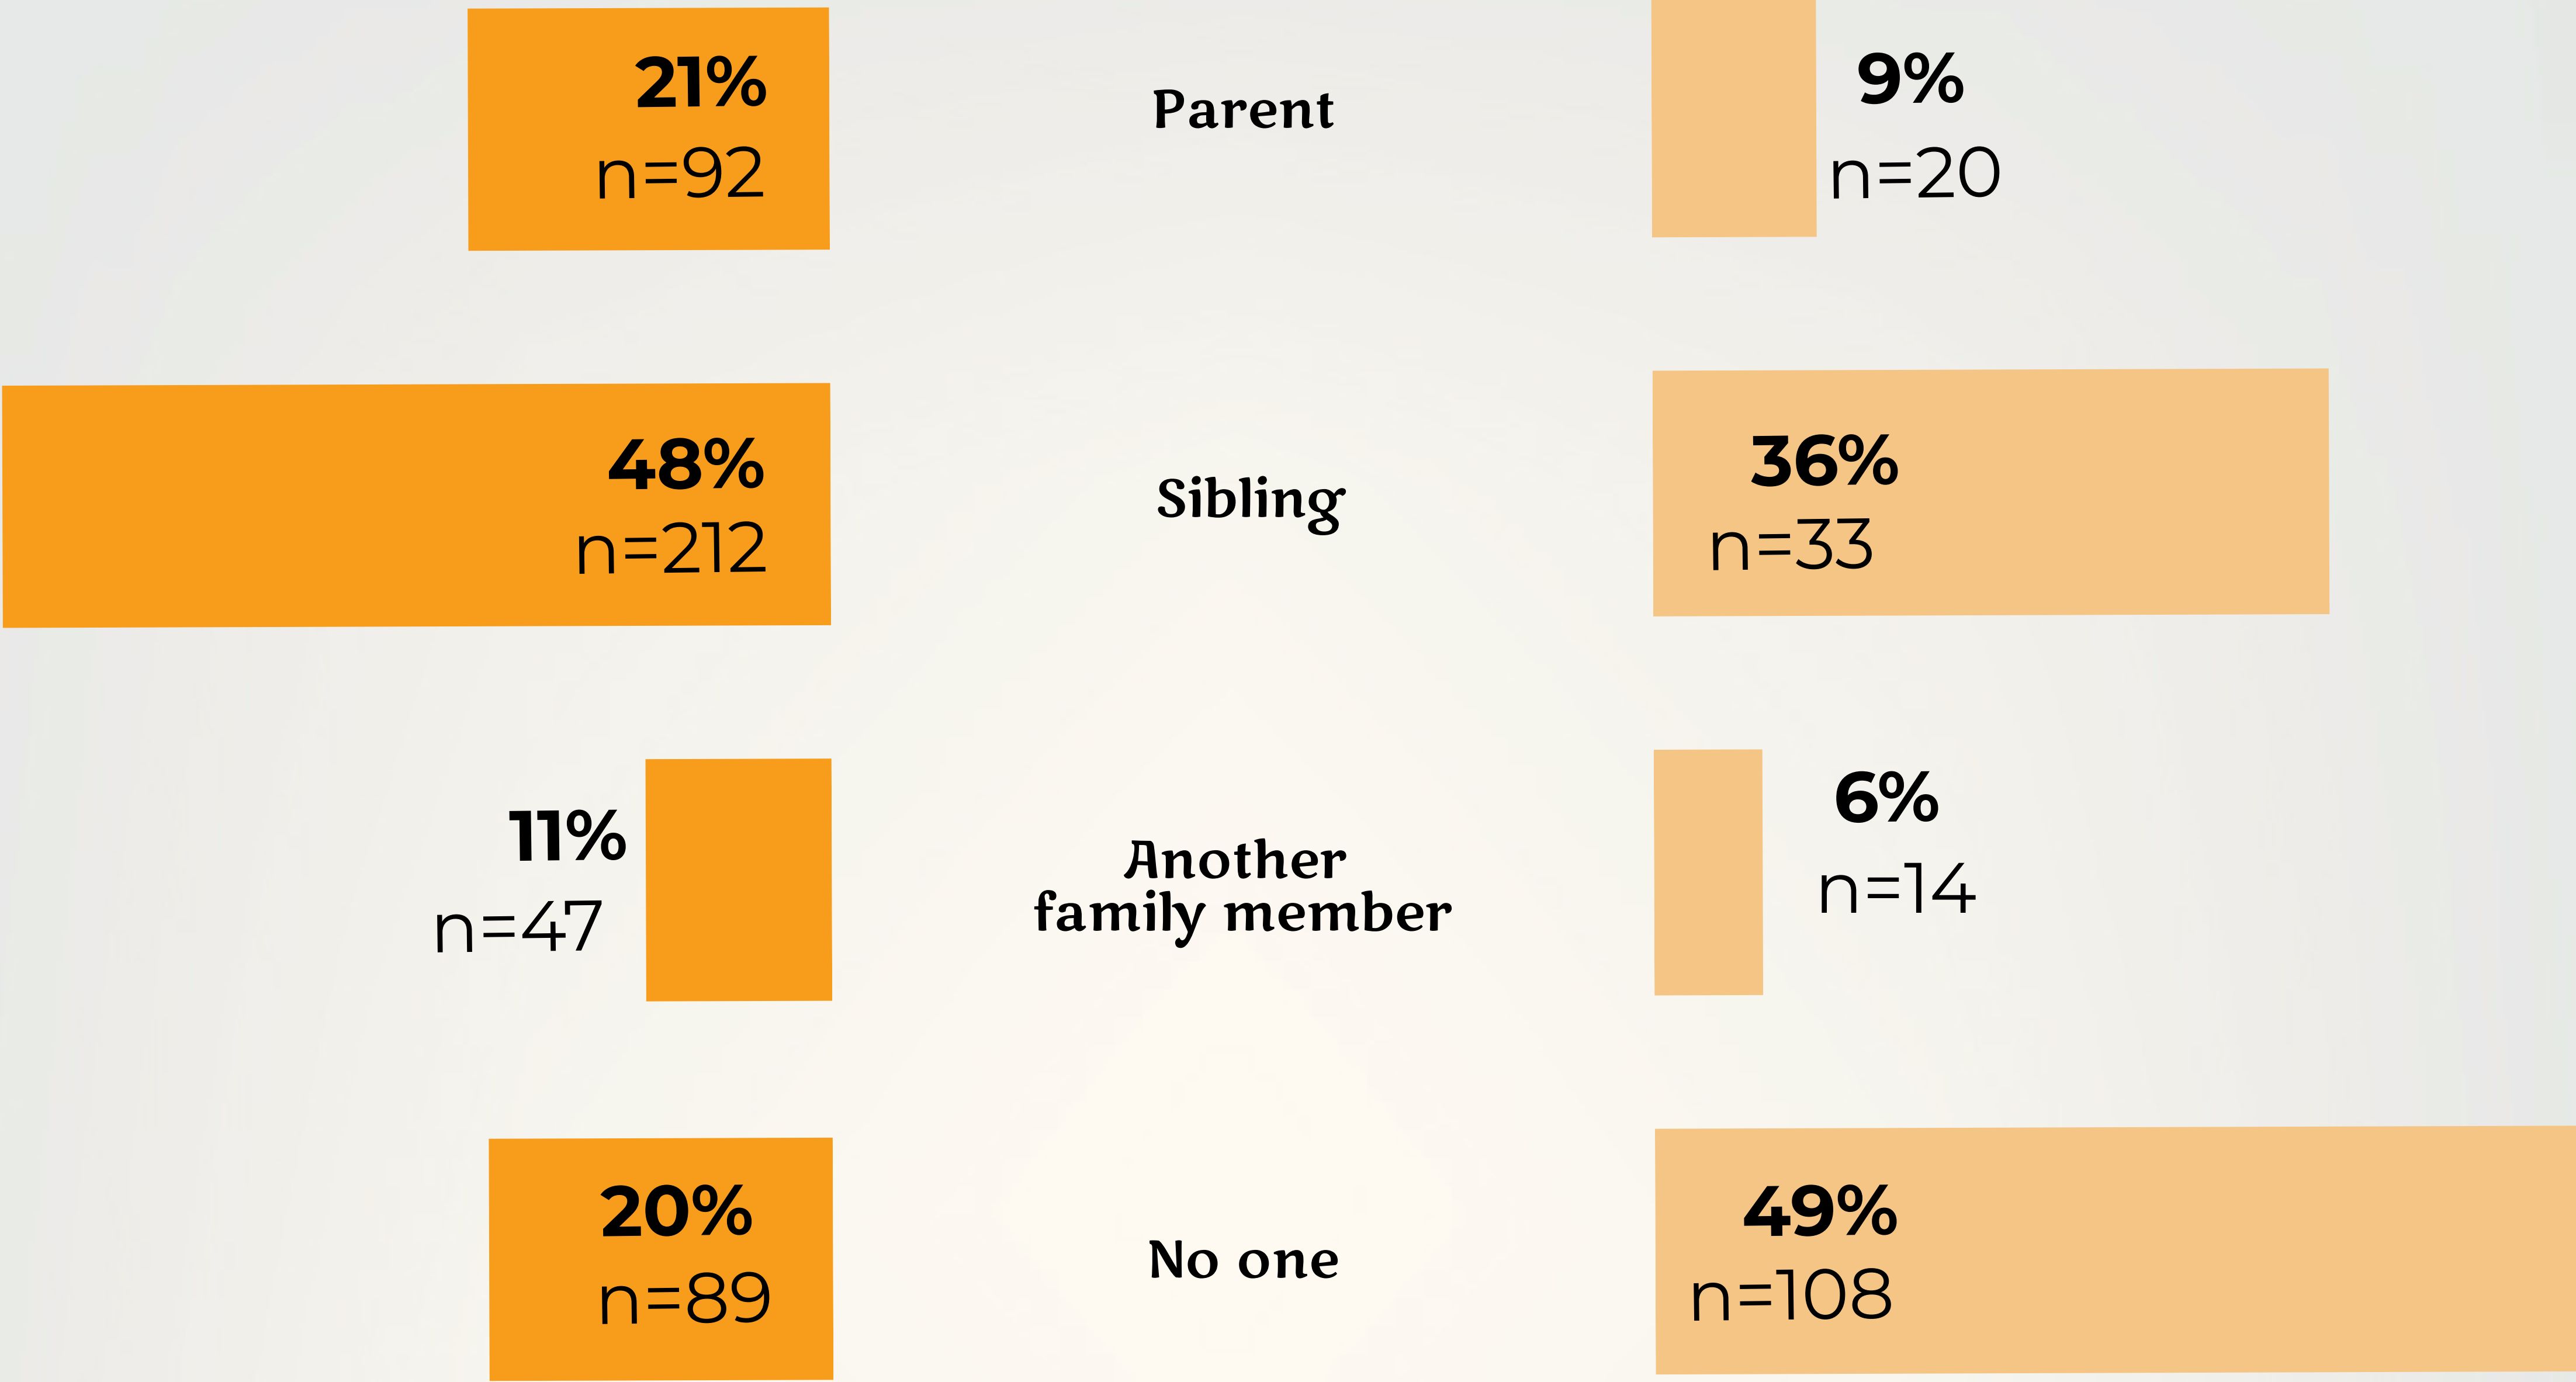 21%
n=92
Parent
9%
n=20
48%
n=212
Sibling
36%
n=33
11%
n=47
Another
family member
6%
n=14
20%
n=89
No one
49%
n=108